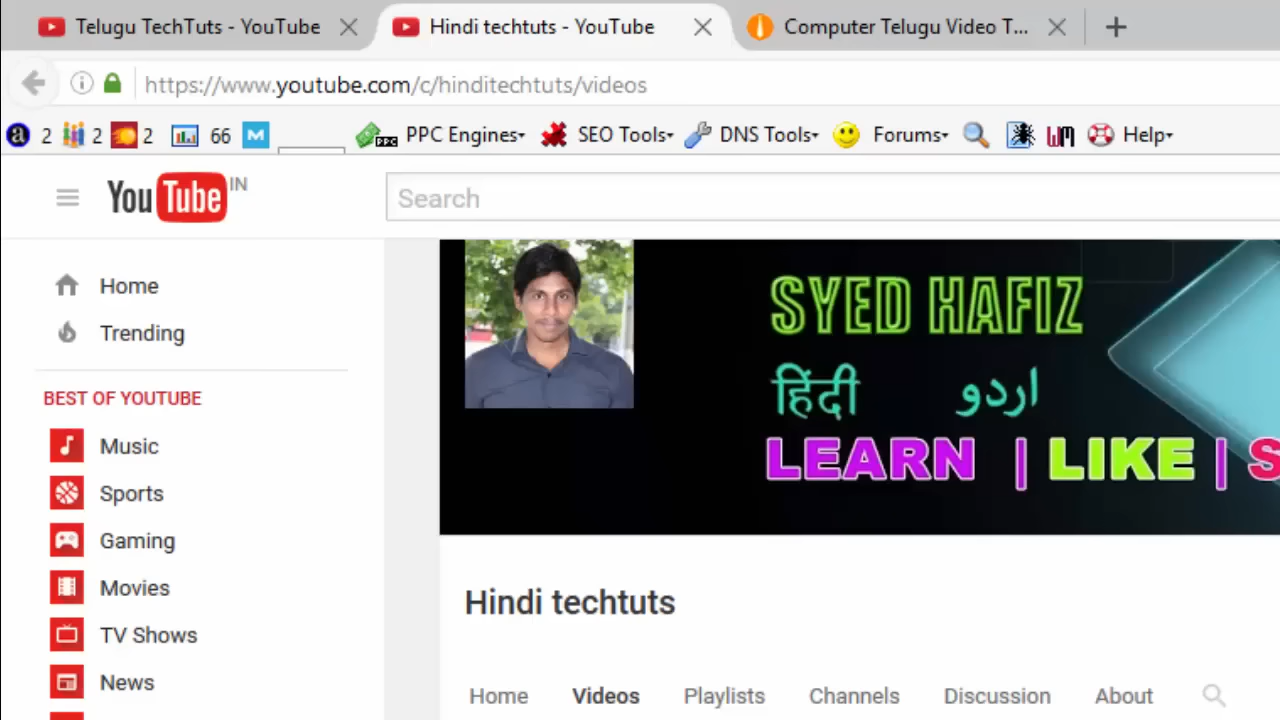 Telugu TechTuts - YouTube
Hindi techtuts - YouTube
Computer Telugu Video T...
https://www.youtube.com/c/hinditechtuts/videos
a 2 2 2 66 M PPC PPC Engines SEO Tools DNS Tools Forums WM Help
YouTube IN
Search
Home
Trending
BEST OF YOUTUBE
Music
Sports
Gaming
Movies
TV Shows
News
SYED HAFIZ
हिंदी اردو
LEARN | LIKE | S
Hindi techtuts
Home Videos Playlists Channels Discussion About